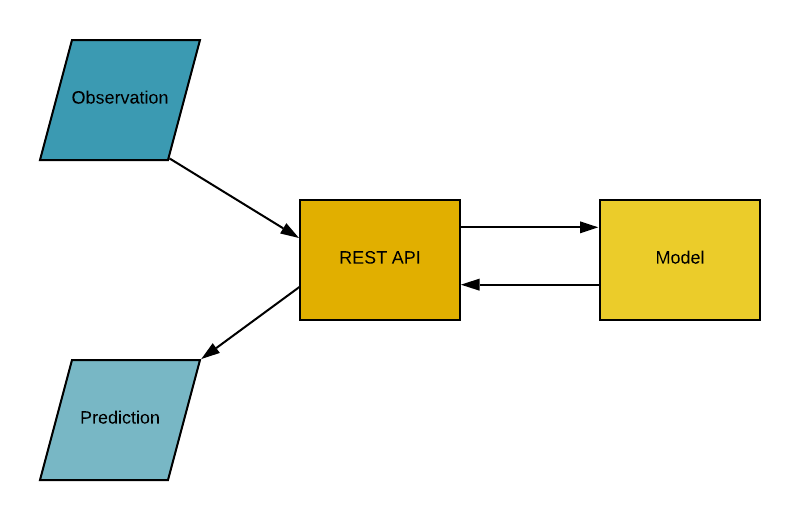 Observation
REST API
Model
Prediction